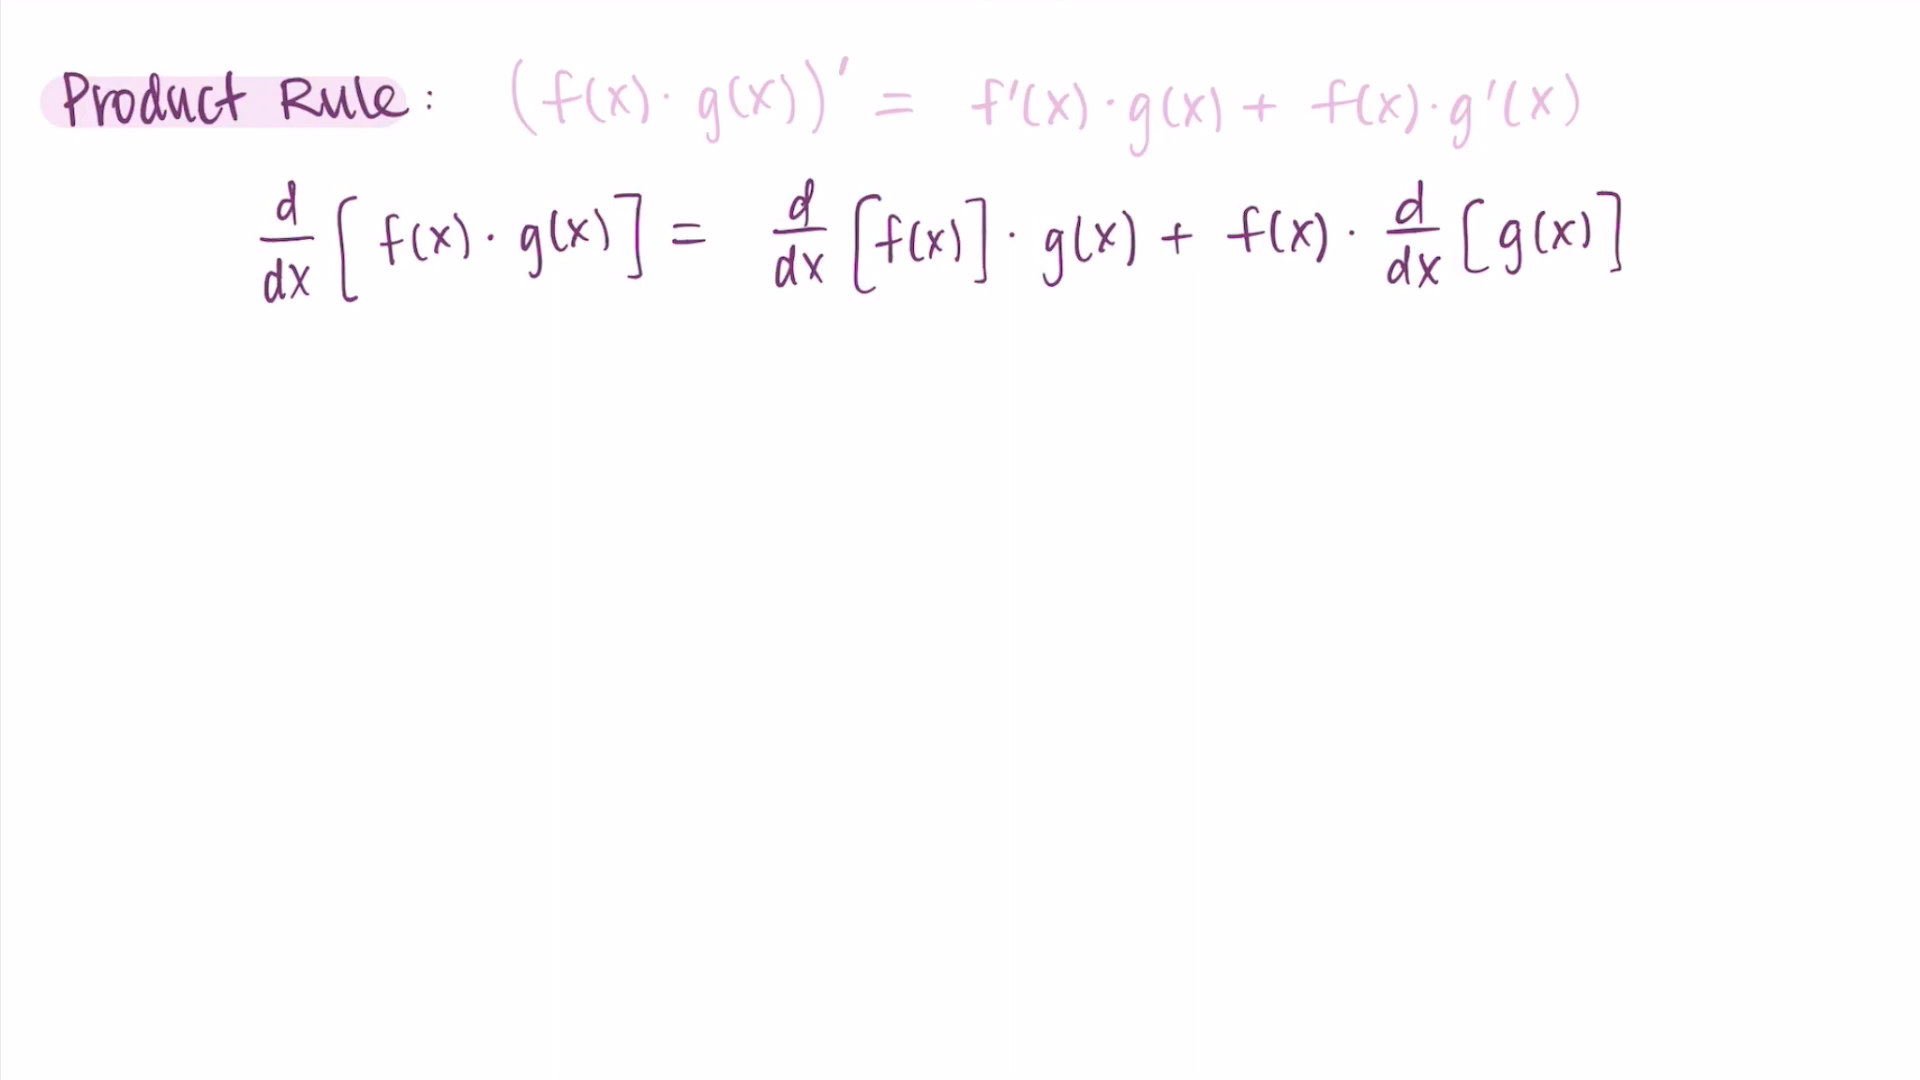 Product Rule: (f(x)·g(x))' = f'(x)·g(x) + f(x)·g'(x)
d/dx [f(x)·g(x)] = d/dx [f(x)]·g(x) + f(x)·d/dx [g(x)]